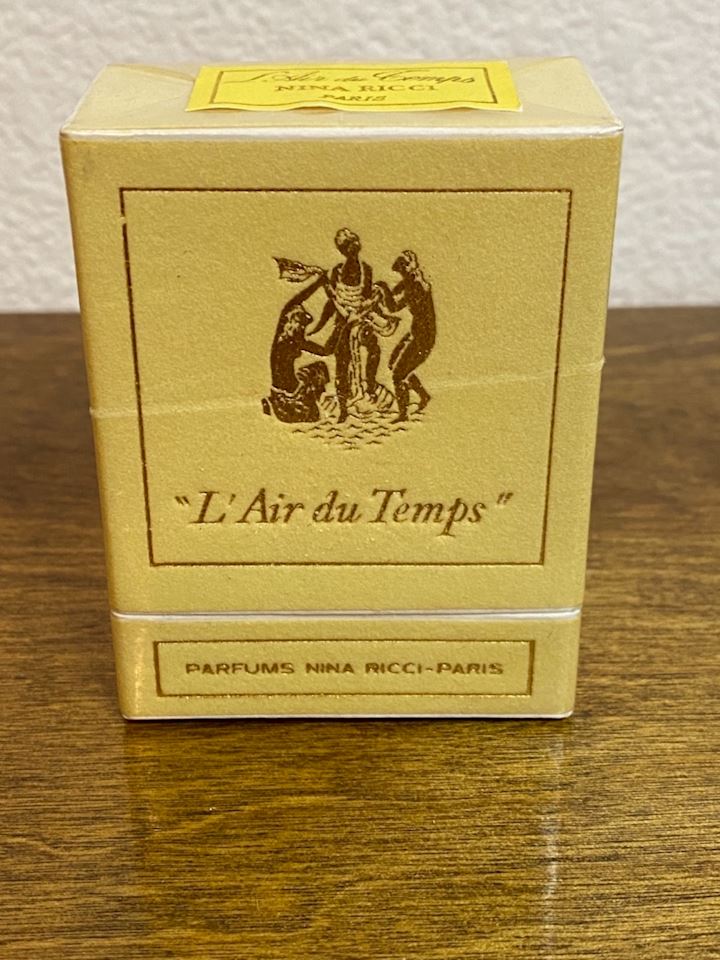 L'Air du Temps
NINA RICCI
PARIS
"L'Air du Temps"
PARFUMS NINA RICCI-PARIS